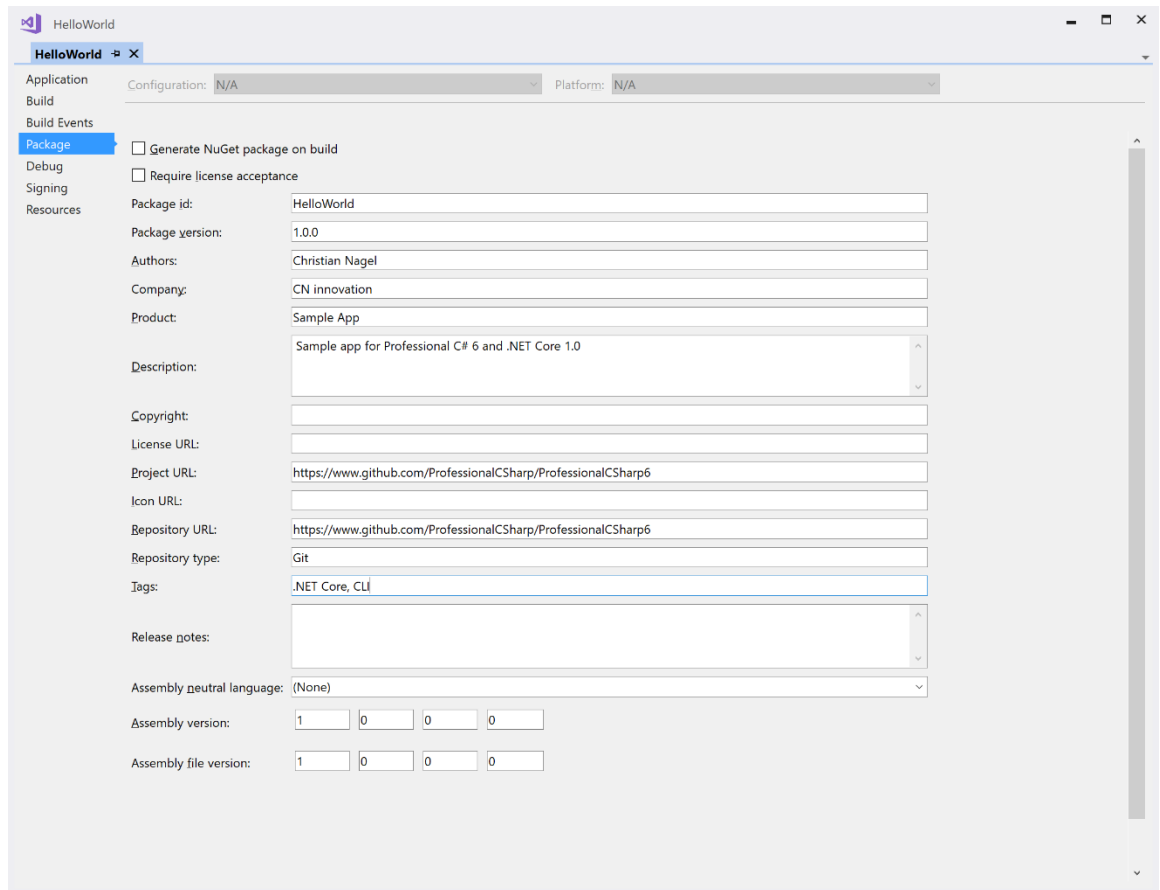 HelloWorld
HelloWorld
Application
Build
Build Events
Package
Debug
Signing
Resources
Configuration: N/A Platform: N/A
Generate NuGet package on build
Require license acceptance
Package id: HelloWorld
Package version: 1.0.0
Authors: Christian Nagel
Company: CN innovation
Product: Sample App
Description: Sample app for Professional C# 6 and .NET Core 1.0
Copyright:
License URL:
Project URL: https://www.github.com/ProfessionalCSharp/ProfessionalCSharp6
Icon URL:
Repository URL: https://www.github.com/ProfessionalCSharp/ProfessionalCSharp6
Repository type: Git
Tags: .NET Core, CLI
Release notes:
Assembly neutral language: (None)
Assembly version: 1 0 0 0
Assembly file version: 1 0 0 0